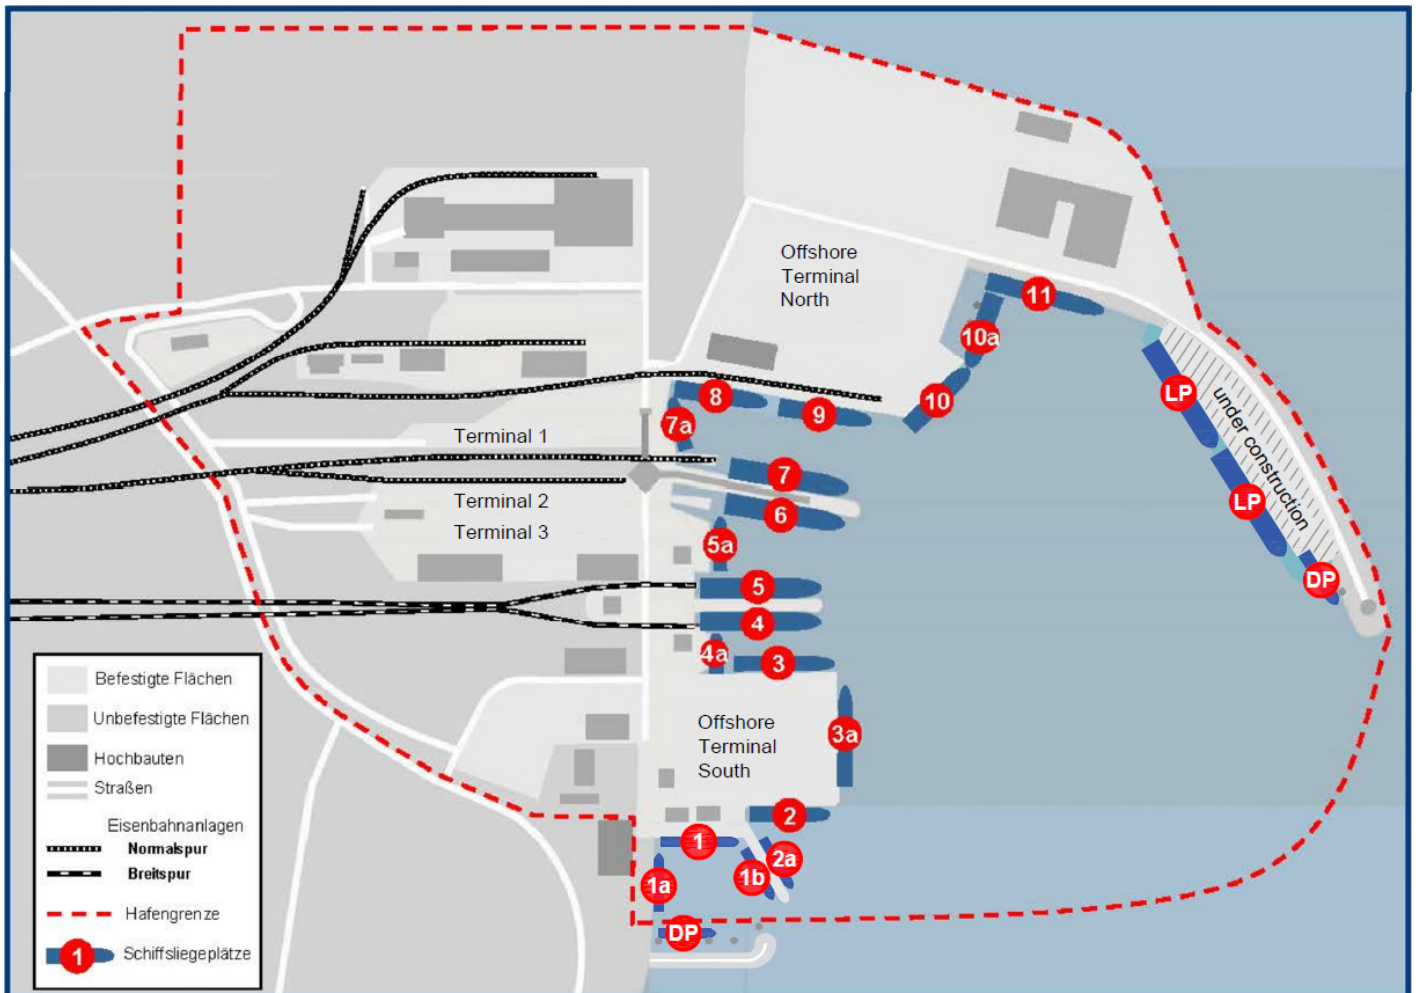 Offshore
Terminal
North
11
10a
10
8
9
7a
LP
under construction
LP
DP
Terminal 1
7
Terminal 2
6
Terminal 3
5a
5
4
4a
3
Offshore
Terminal
South
3a
2
1
2a
1b
1a
DP
Befestigte Flächen
Unbefestigte Flächen
Hochbauten
Straßen
Eisenbahnanlagen
Normalspur
Breitspur
Hafengrenze
1 Schiffsliegeplätze